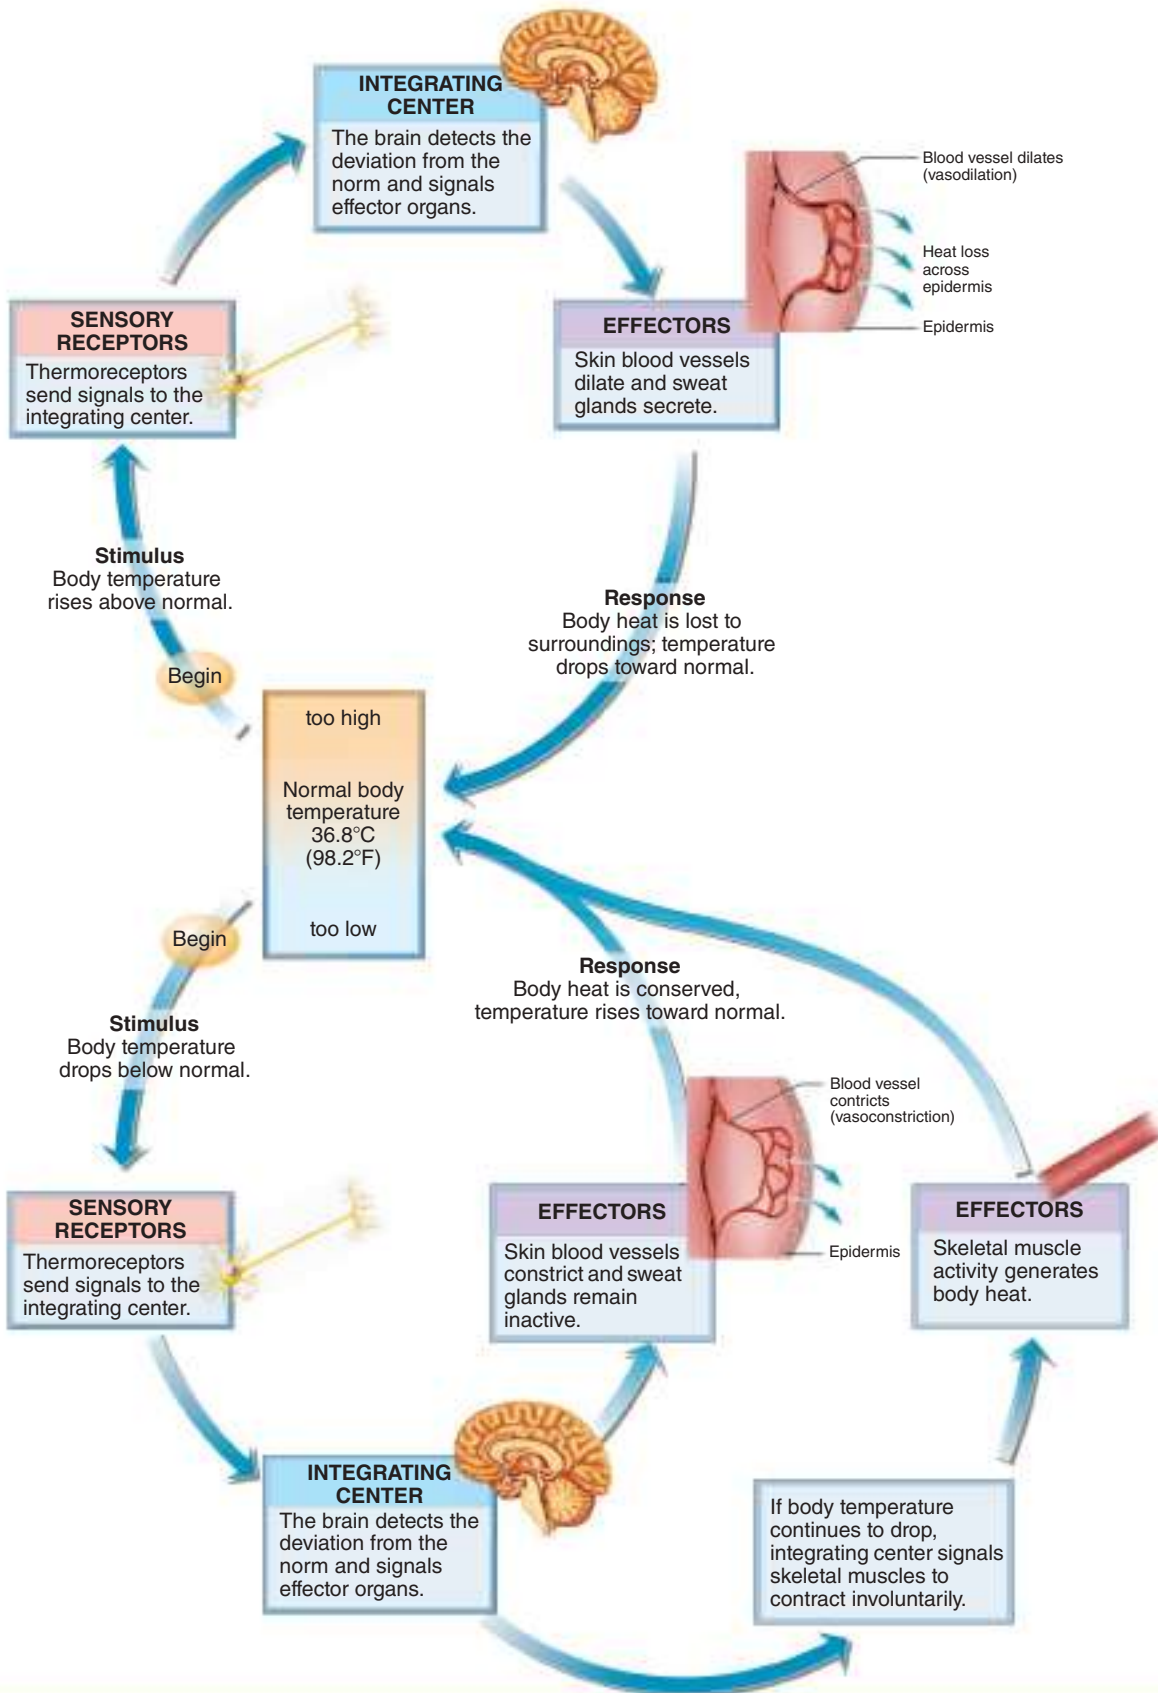 INTEGRATING
CENTER
The brain detects the
deviation from the
norm and signals
effector organs.
Blood vessel dilates
(vasodilation)
Heat loss
across
epidermis
Epidermis
SENSORY
RECEPTORS
Thermoreceptors
send signals to the
integrating center.
EFFECTORS
Skin blood vessels
dilate and sweat
glands secrete.
Stimulus
Body temperature
rises above normal.
Response
Body heat is lost to
surroundings; temperature
drops toward normal.
Begin
too high
Normal body
temperature
36.8°C
(98.2°F)
too low
Begin
Stimulus
Body temperature
drops below normal.
Response
Body heat is conserved,
temperature rises toward normal.
Blood vessel
contricts
(vasoconstriction)
Epidermis
SENSORY
RECEPTORS
Thermoreceptors
send signals to the
integrating center.
EFFECTORS
Skin blood vessels
constrict and sweat
glands remain
inactive.
EFFECTORS
Skeletal muscle
activity generates
body heat.
INTEGRATING
CENTER
The brain detects the
deviation from the
norm and signals
effector organs.
If body temperature
continues to drop,
integrating center signals
skeletal muscles to
contract involuntarily.